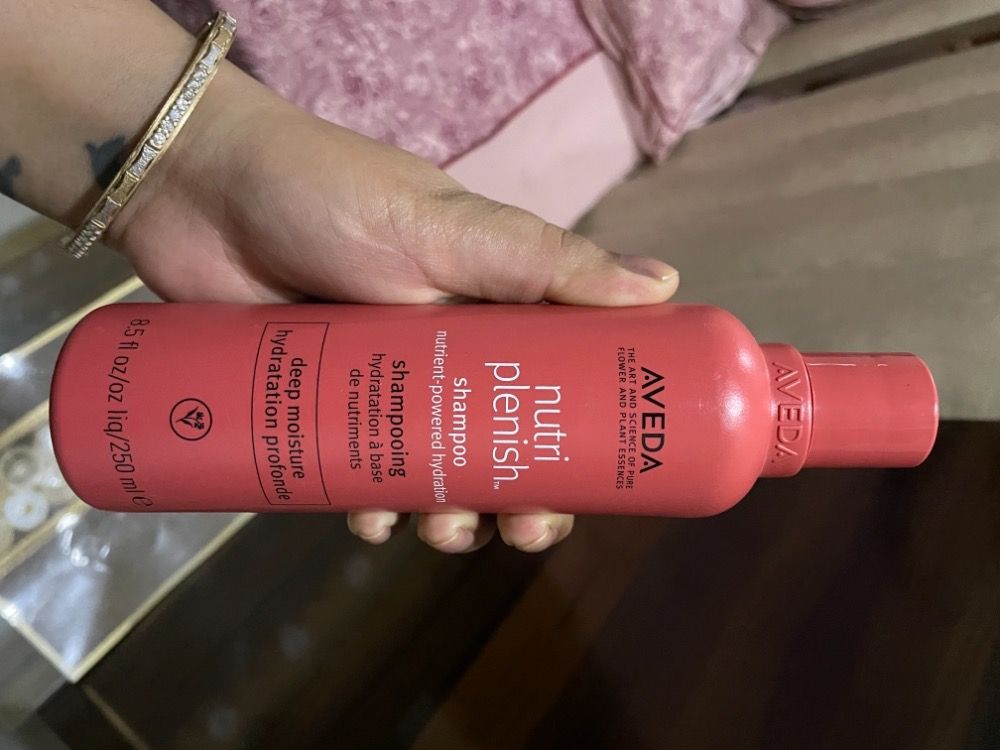 AVEDA.
AVEDA
THE ART AND SCIENCE OF PURE
FLOWER AND PLANT ESSENCES
nutri
plenish™
shampoo
nutrient-powered hydration
shampooing
hydratation à base
de nutriments
deep moisture
hydratation profonde
8.5 fl oz/oz liq/250 ml ℮